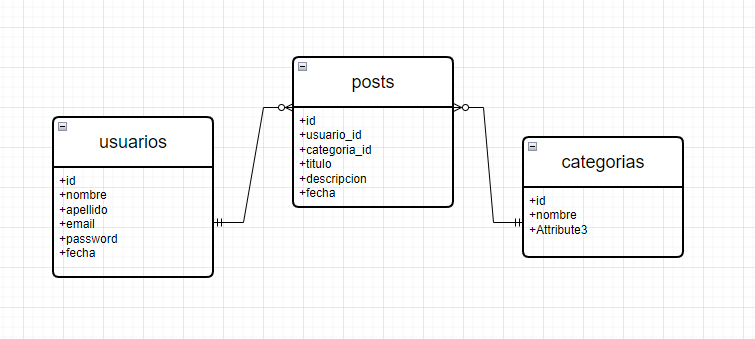 usuarios
+id
+nombre
+apellido
+email
+password
+fecha
posts
+id
+usuario_id
+categoria_id
+titulo
+descripcion
+fecha
categorias
+id
+nombre
+Attribute3